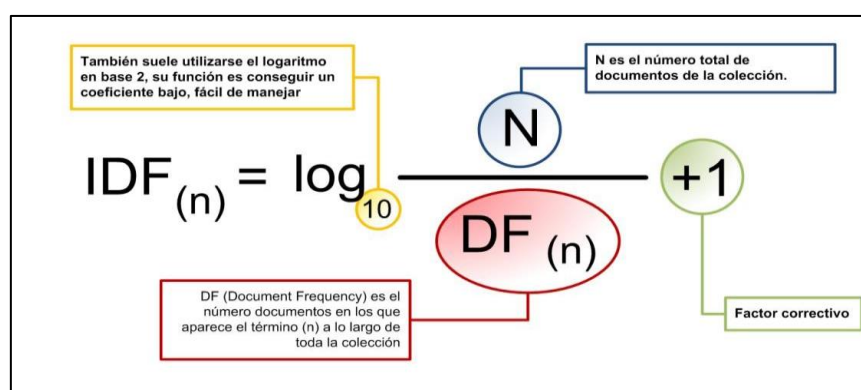 También suele utilizarse el logaritmo
en base 2, su función es conseguir un
coeficiente bajo, fácil de manejar
N es el número total de
documentos de la colección.
IDF(n) = log10 N / DF (n) +1
DF (Document Frequency) es el
número documentos en los que
aparece el término (n) a lo largo de
toda la colección
Factor correctivo